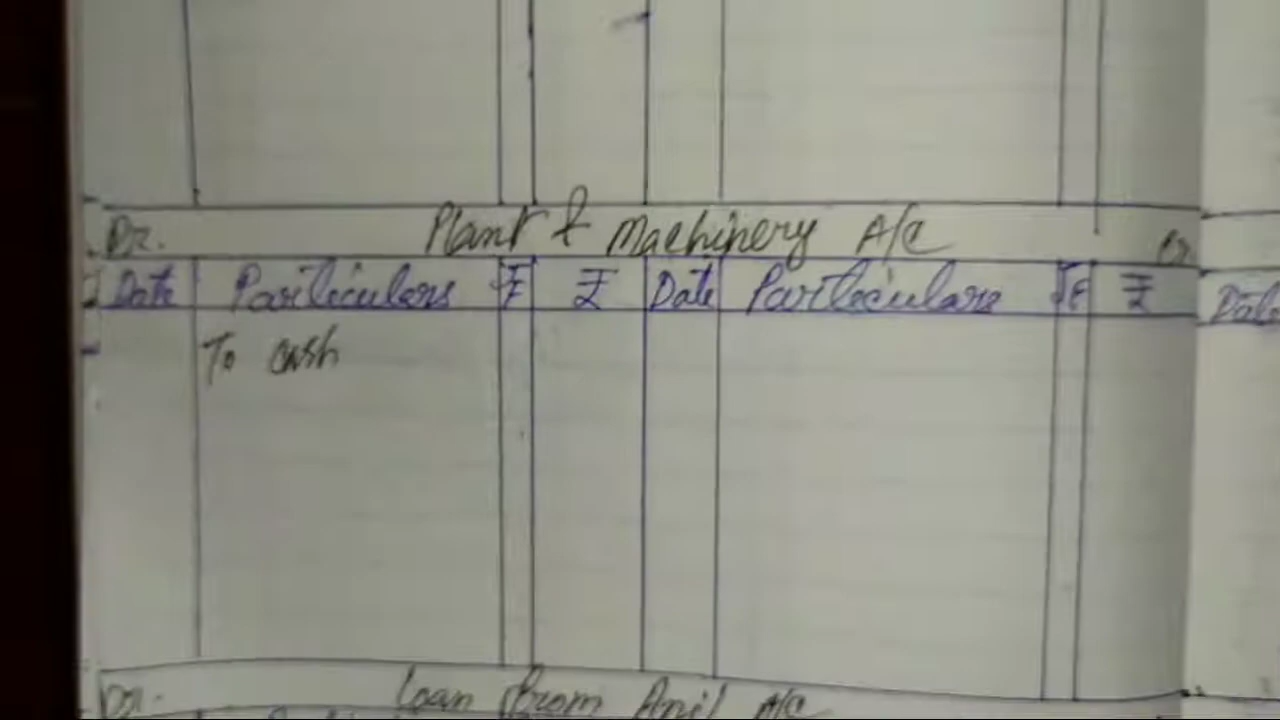 Dr. Plant & Machinery A/c Cr.
Date Particulars J.F ₹ Date Particulars J.F ₹ Date
To cash
Dr. Loan from Anil A/c